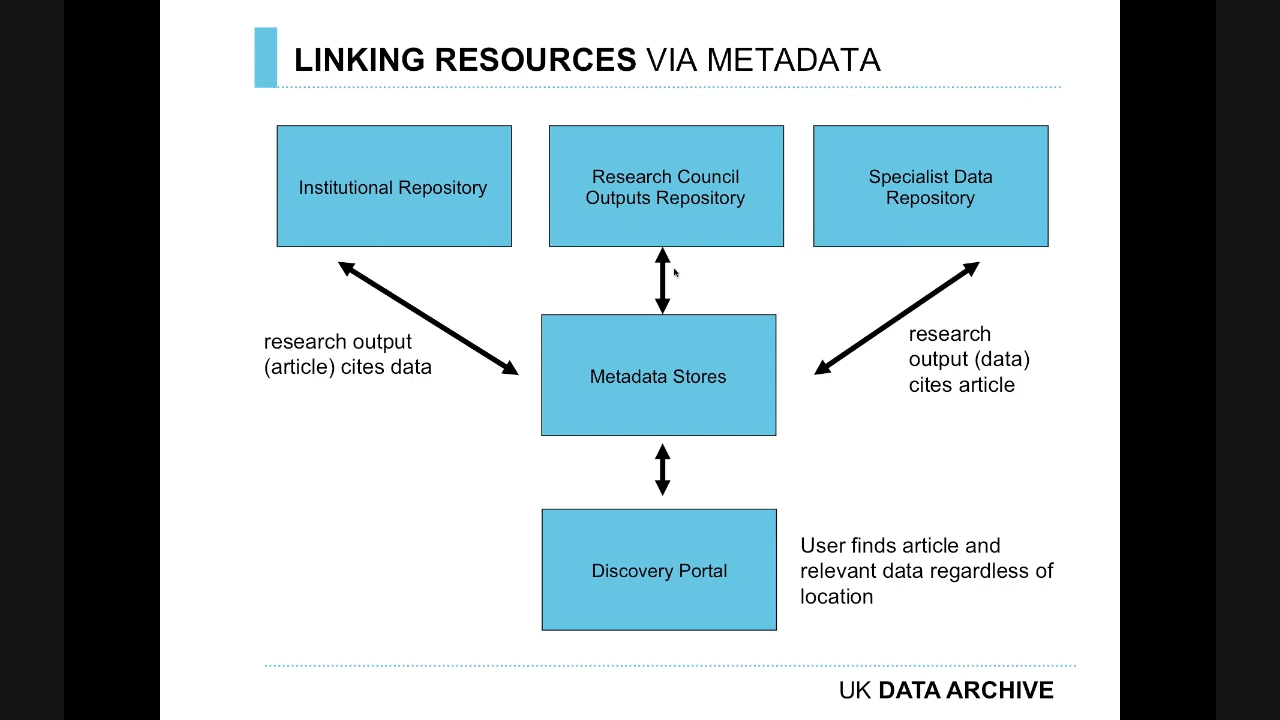 LINKING RESOURCES VIA METADATA
Institutional Repository
Research Council
Outputs Repository
Specialist Data
Repository
research output
(article) cites data
research
output (data)
cites article
Metadata Stores
Discovery Portal
User finds article and
relevant data regardless of
location
UK DATA ARCHIVE